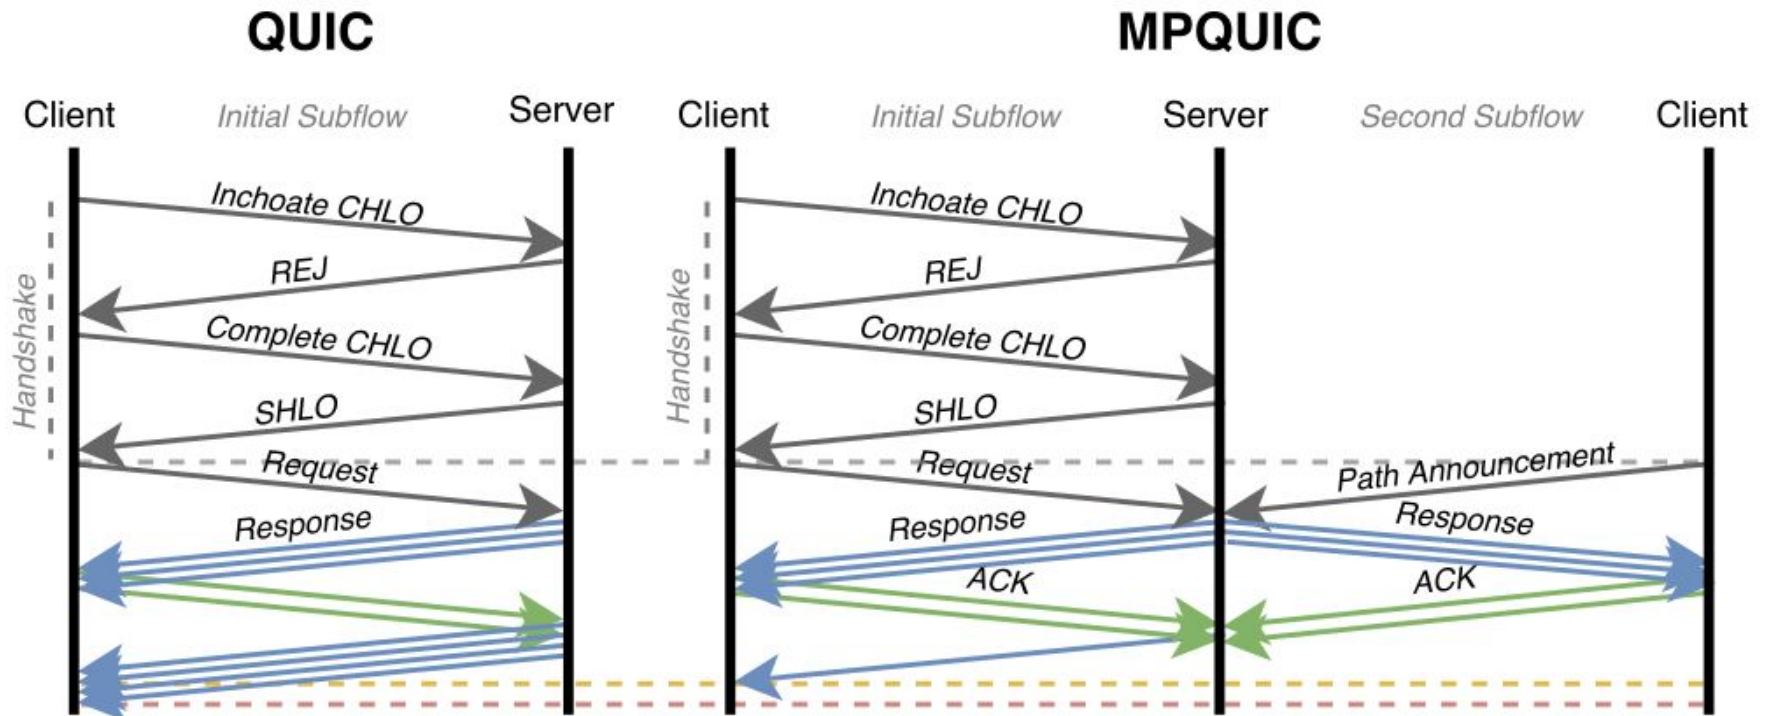 QUIC
MPQUIC
Client
Initial Subflow
Server
Client
Initial Subflow
Server
Second Subflow
Client
Handshake
Inchoate CHLO
REJ
Complete CHLO
SHLO
Request
Response
Handshake
Inchoate CHLO
REJ
Complete CHLO
SHLO
Request
Response
ACK
Path Announcement
Response
ACK